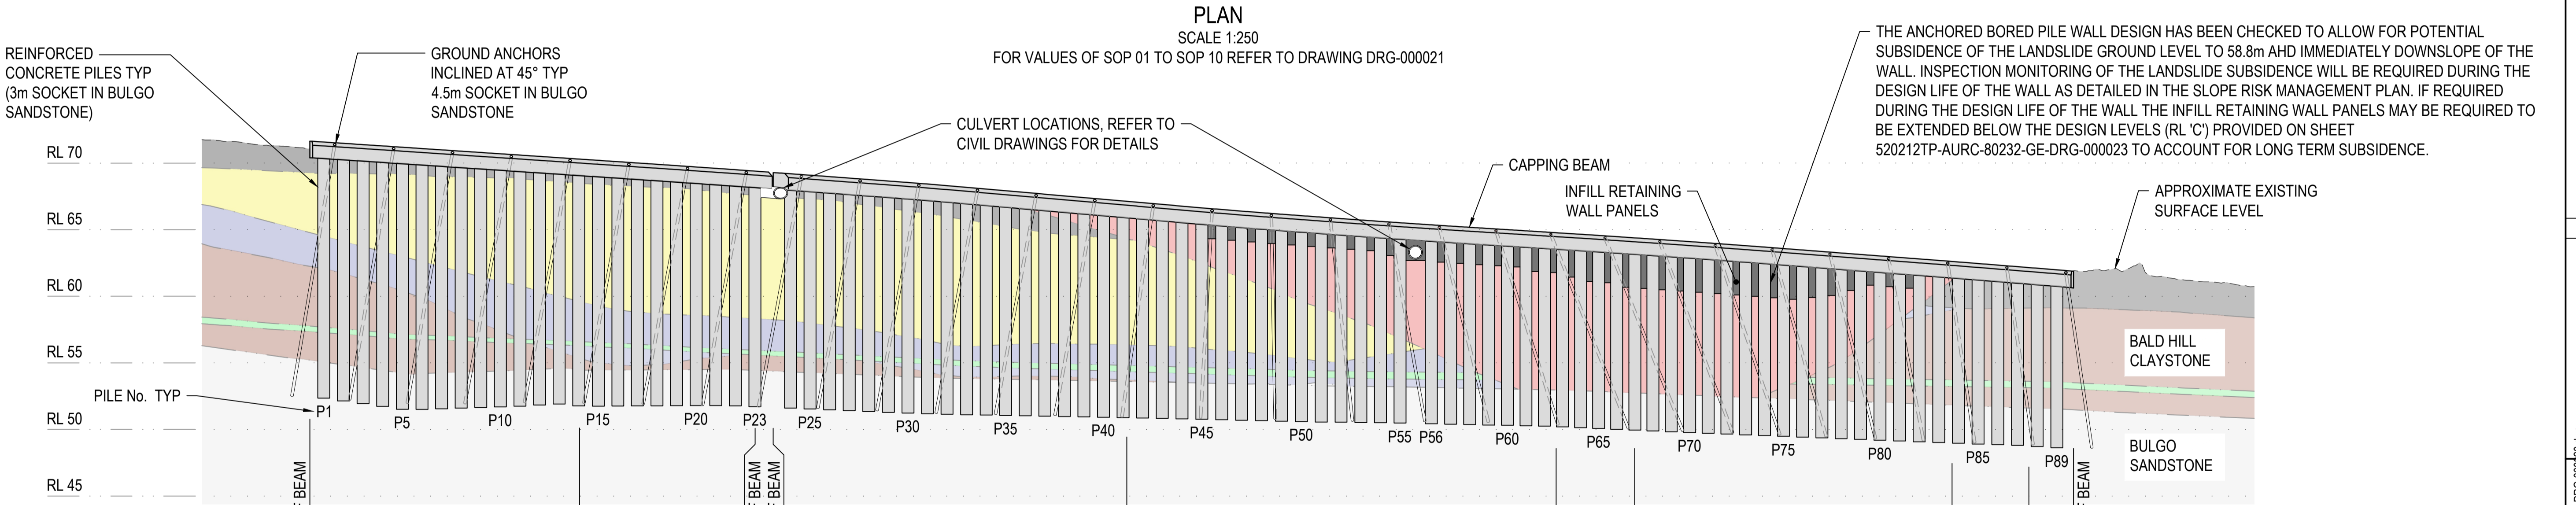 PLAN
SCALE 1:250
FOR VALUES OF SOP 01 TO SOP 10 REFER TO DRAWING DRG-000021
REINFORCED
CONCRETE PILES TYP
(3m SOCKET IN BULGO
SANDSTONE)
GROUND ANCHORS
INCLINED AT 45° TYP
4.5m SOCKET IN BULGO
SANDSTONE
CULVERT LOCATIONS, REFER TO
CIVIL DRAWINGS FOR DETAILS
CAPPING BEAM
INFILL RETAINING
WALL PANELS
THE ANCHORED BORED PILE WALL DESIGN HAS BEEN CHECKED TO ALLOW FOR POTENTIAL
SUBSIDENCE OF THE LANDSLIDE GROUND LEVEL TO 58.8m AHD IMMEDIATELY DOWNSLOPE OF THE
WALL. INSPECTION MONITORING OF THE LANDSLIDE SUBSIDENCE WILL BE REQUIRED DURING THE
DESIGN LIFE OF THE WALL AS DETAILED IN THE SLOPE RISK MANAGEMENT PLAN. IF REQUIRED
DURING THE DESIGN LIFE OF THE WALL THE INFILL RETAINING WALL PANELS MAY BE REQUIRED TO
BE EXTENDED BELOW THE DESIGN LEVELS (RL 'C') PROVIDED ON SHEET
520212TP-AURC-80232-GE-DRG-000023 TO ACCOUNT FOR LONG TERM SUBSIDENCE.
APPROXIMATE EXISTING
SURFACE LEVEL
RL 70
RL 65
RL 60
RL 55
RL 50
RL 45
PILE No. TYP
P1
P5
P10
P15
P20
P23
P25
P30
P35
P40
P45
P50
P55
P56
P60
P65
P70
P75
P80
P85
P89
BALD HILL
CLAYSTONE
BULGO
SANDSTONE
BEAM
BEAM
BEAM
BEAM